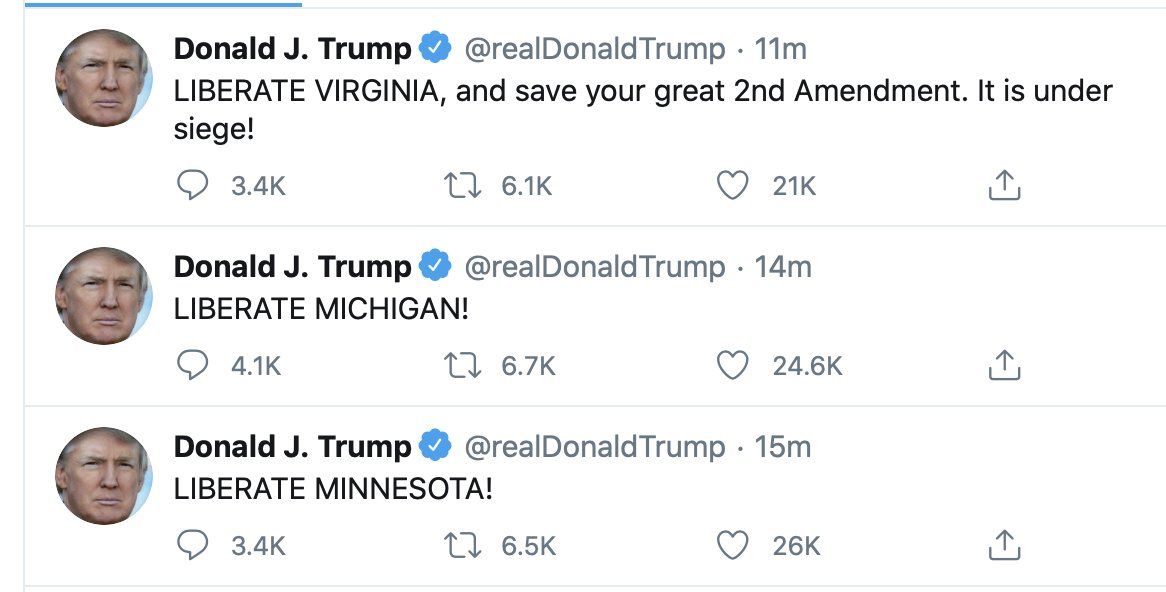 Donald J. Trump @realDonaldTrump · 11m
LIBERATE VIRGINIA, and save your great 2nd Amendment. It is under
siege!
3.4K 6.1K 21K
Donald J. Trump @realDonaldTrump · 14m
LIBERATE MICHIGAN!
4.1K 6.7K 24.6K
Donald J. Trump @realDonaldTrump · 15m
LIBERATE MINNESOTA!
3.4K 6.5K 26K